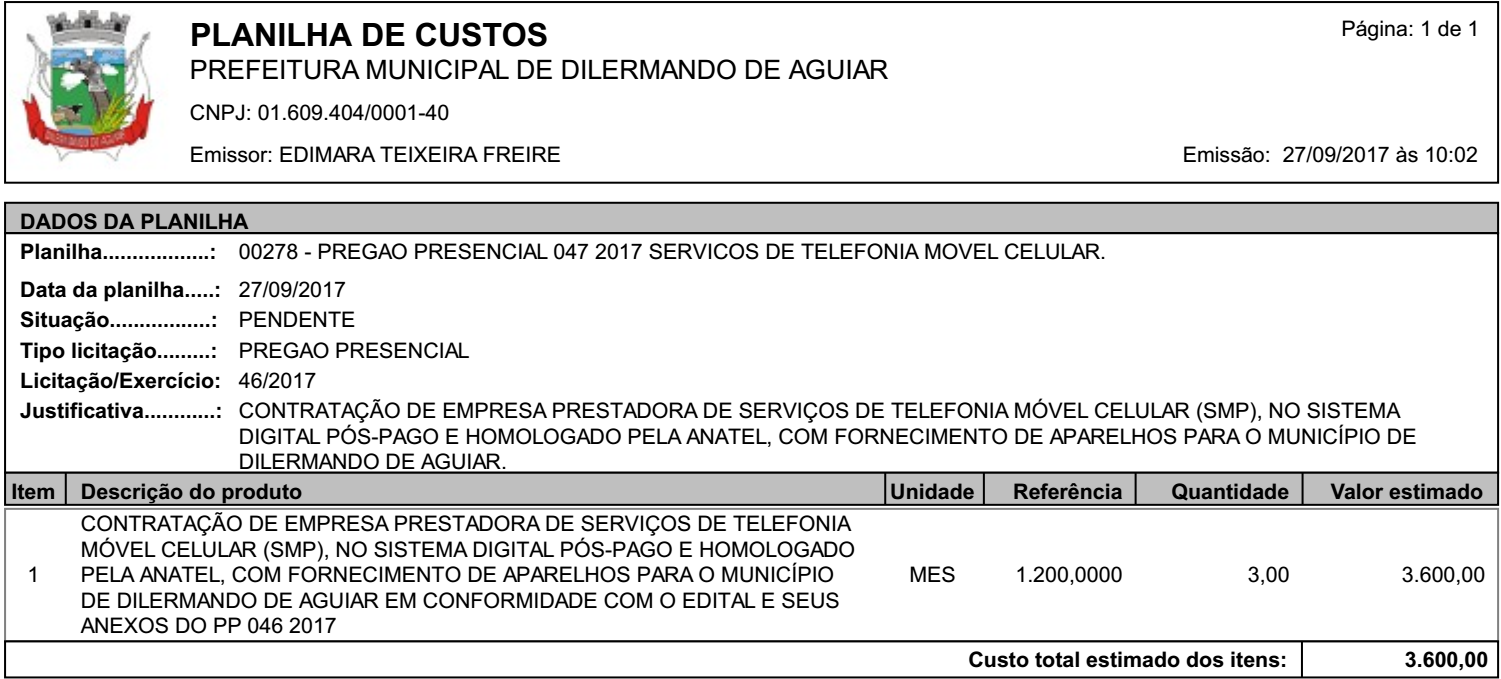 PLANILHA DE CUSTOS
Página: 1 de 1
PREFEITURA MUNICIPAL DE DILERMANDO DE AGUIAR
CNPJ: 01.609.404/0001-40
Emissor: EDIMARA TEIXEIRA FREIRE
Emissão: 27/09/2017 às 10:02
DILERMANDO DE AGUIAR
DADOS DA PLANILHA
Planilha..................: 00278 - PREGAO PRESENCIAL 047 2017 SERVICOS DE TELEFONIA MOVEL CELULAR.
Data da planilha.....: 27/09/2017
Situação.................: PENDENTE
Tipo licitação.........: PREGAO PRESENCIAL
Licitação/Exercício: 46/2017
Justificativa............: CONTRATAÇÃO DE EMPRESA PRESTADORA DE SERVIÇOS DE TELEFONIA MÓVEL CELULAR (SMP), NO SISTEMA
DIGITAL PÓS-PAGO E HOMOLOGADO PELA ANATEL, COM FORNECIMENTO DE APARELHOS PARA O MUNICÍPIO DE
DILERMANDO DE AGUIAR.
Item Descrição do produto Unidade Referência Quantidade Valor estimado
CONTRATAÇÃO DE EMPRESA PRESTADORA DE SERVIÇOS DE TELEFONIA
MÓVEL CELULAR (SMP), NO SISTEMA DIGITAL PÓS-PAGO E HOMOLOGADO
1 PELA ANATEL, COM FORNECIMENTO DE APARELHOS PARA O MUNICÍPIO MES 1.200,0000 3,00 3.600,00
DE DILERMANDO DE AGUIAR EM CONFORMIDADE COM O EDITAL E SEUS
ANEXOS DO PP 046 2017
Custo total estimado dos itens: 3.600,00